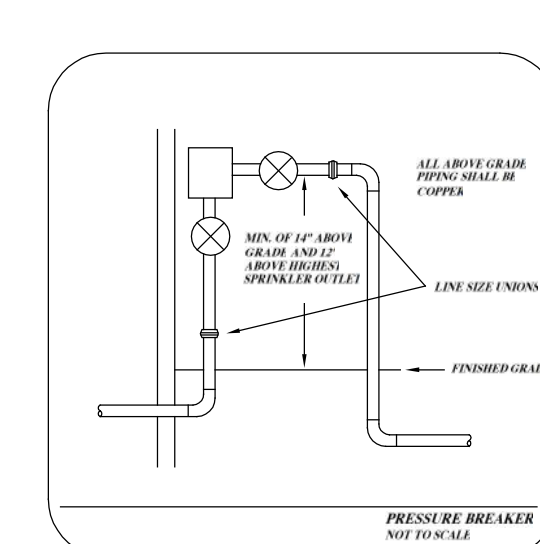 ALL ABOVE GRADE
PIPING SHALL BE
COPPER
MIN. OF 14" ABOVE
GRADE AND 12"
ABOVE HIGHEST
SPRINKLER OUTLET
LINE SIZE UNIONS
FINISHED GRAD
PRESSURE BREAKER
NOT TO SCALE